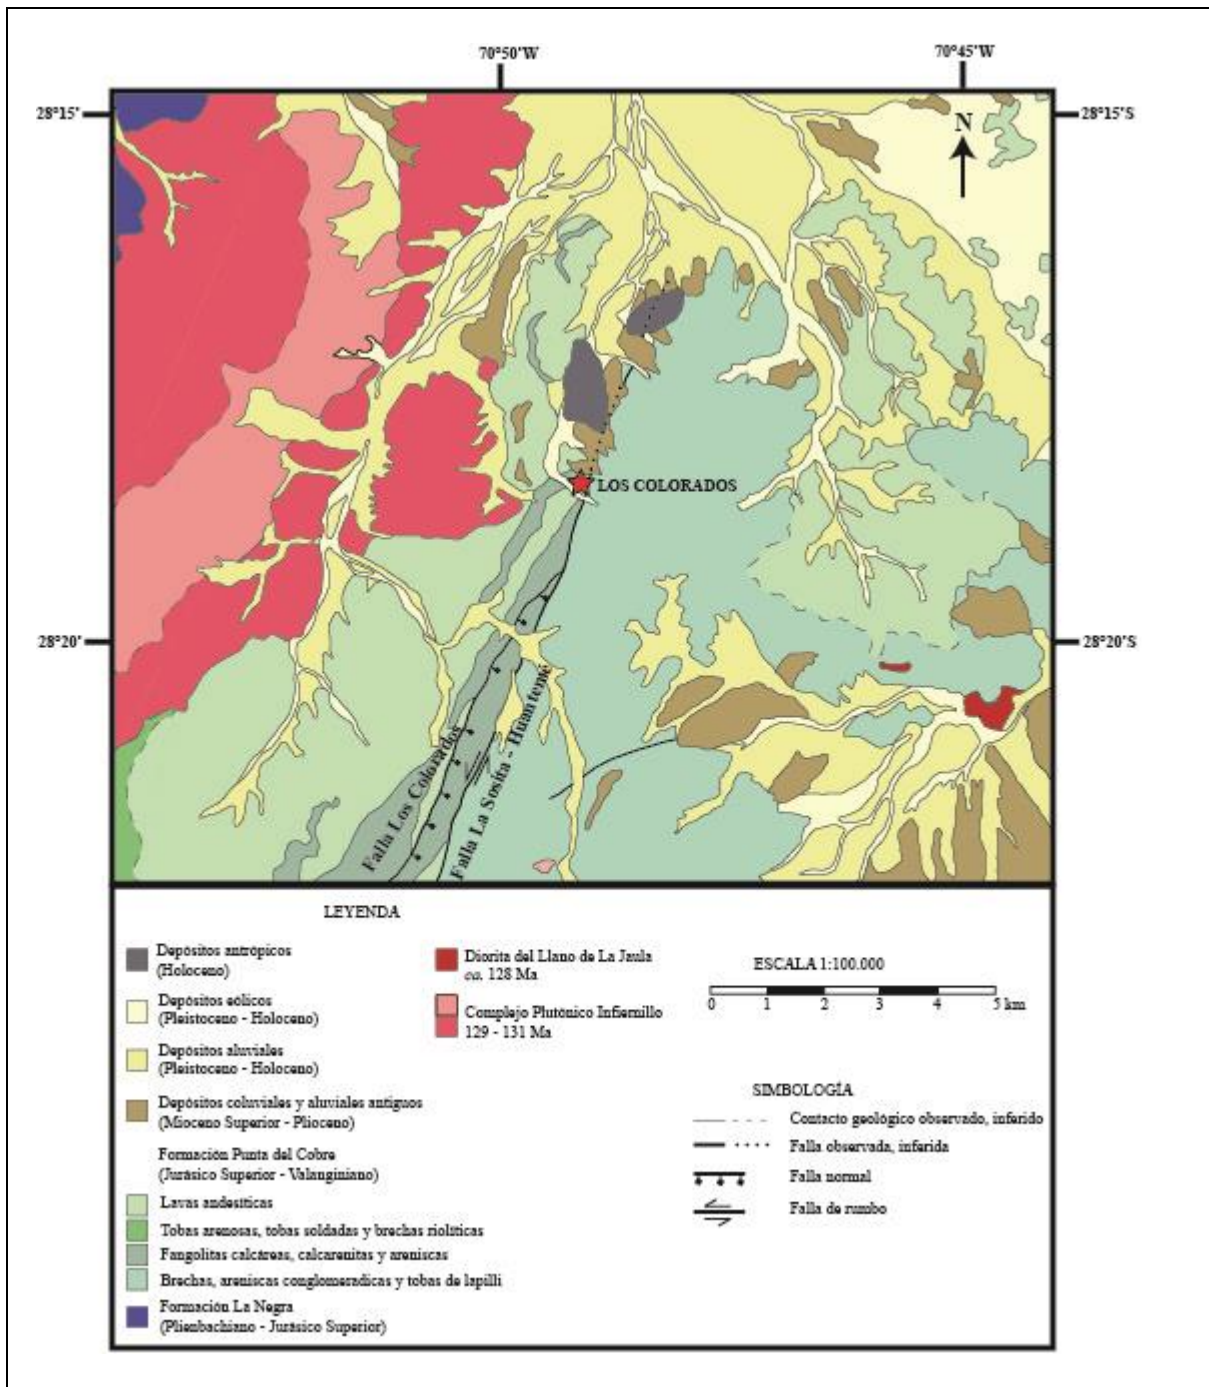 70°50'W
70°45'W
28°15'
28°15'S
N
LOS COLORADOS
28°20'
28°20'S
Falla Los Colorados
Falla La Sosita - Huantemé
LEYENDA
Depósitos antrópicos
(Holoceno)
Depósitos eólicos
(Pleistoceno - Holoceno)
Depósitos aluviales
(Pleistoceno - Holoceno)
Depósitos coluviales y aluviales antiguos
(Mioceno Superior - Plioceno)
Formación Punta del Cobre
(Jurásico Superior - Valanginiano)
Lavas andesíticas
Tobas arenosas, tobas soldadas y brechas riolíticas
Fangolitas calcáreas, calcarenitas y areniscas
Brechas, areniscas conglomeradicas y tobas de lapilli
Formación La Negra
(Plienbachiano - Jurásico Superior)
Diorita del Llano de La Jaula
ca. 128 Ma
Complejo Plutónico Infiernillo
129 - 131 Ma
ESCALA 1:100.000
0 1 2 3 4 5 km
SIMBOLOGÍA
Contacto geológico observado, inferido
Falla observada, inferida
Falla normal
Falla de rumbo